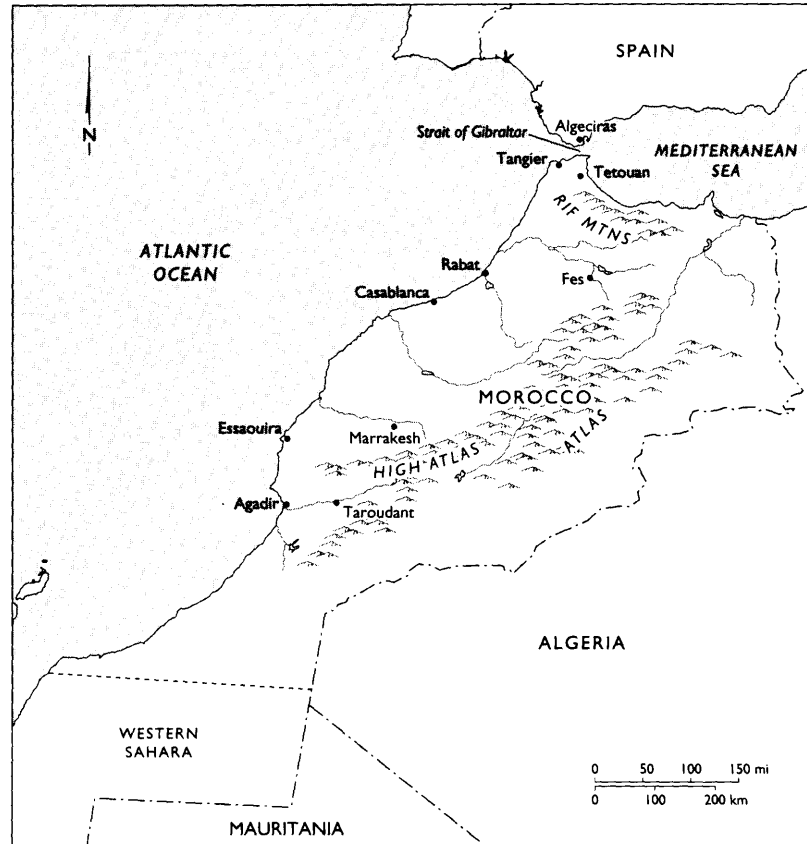 SPAIN
N
Algeciras
Strait of Gibraltar
MEDITERRANEAN
SEA
Tangier
Tetouan
RIF MTNS
ATLANTIC
OCEAN
Rabat
Fes
Casablanca
MOROCCO
Essaouira
Marrakesh
HIGH ATLAS
ATLAS
Agadir
Taroudant
ALGERIA
WESTERN
SAHARA
0 50 100 150 mi
0 100 200 km
MAURITANIA